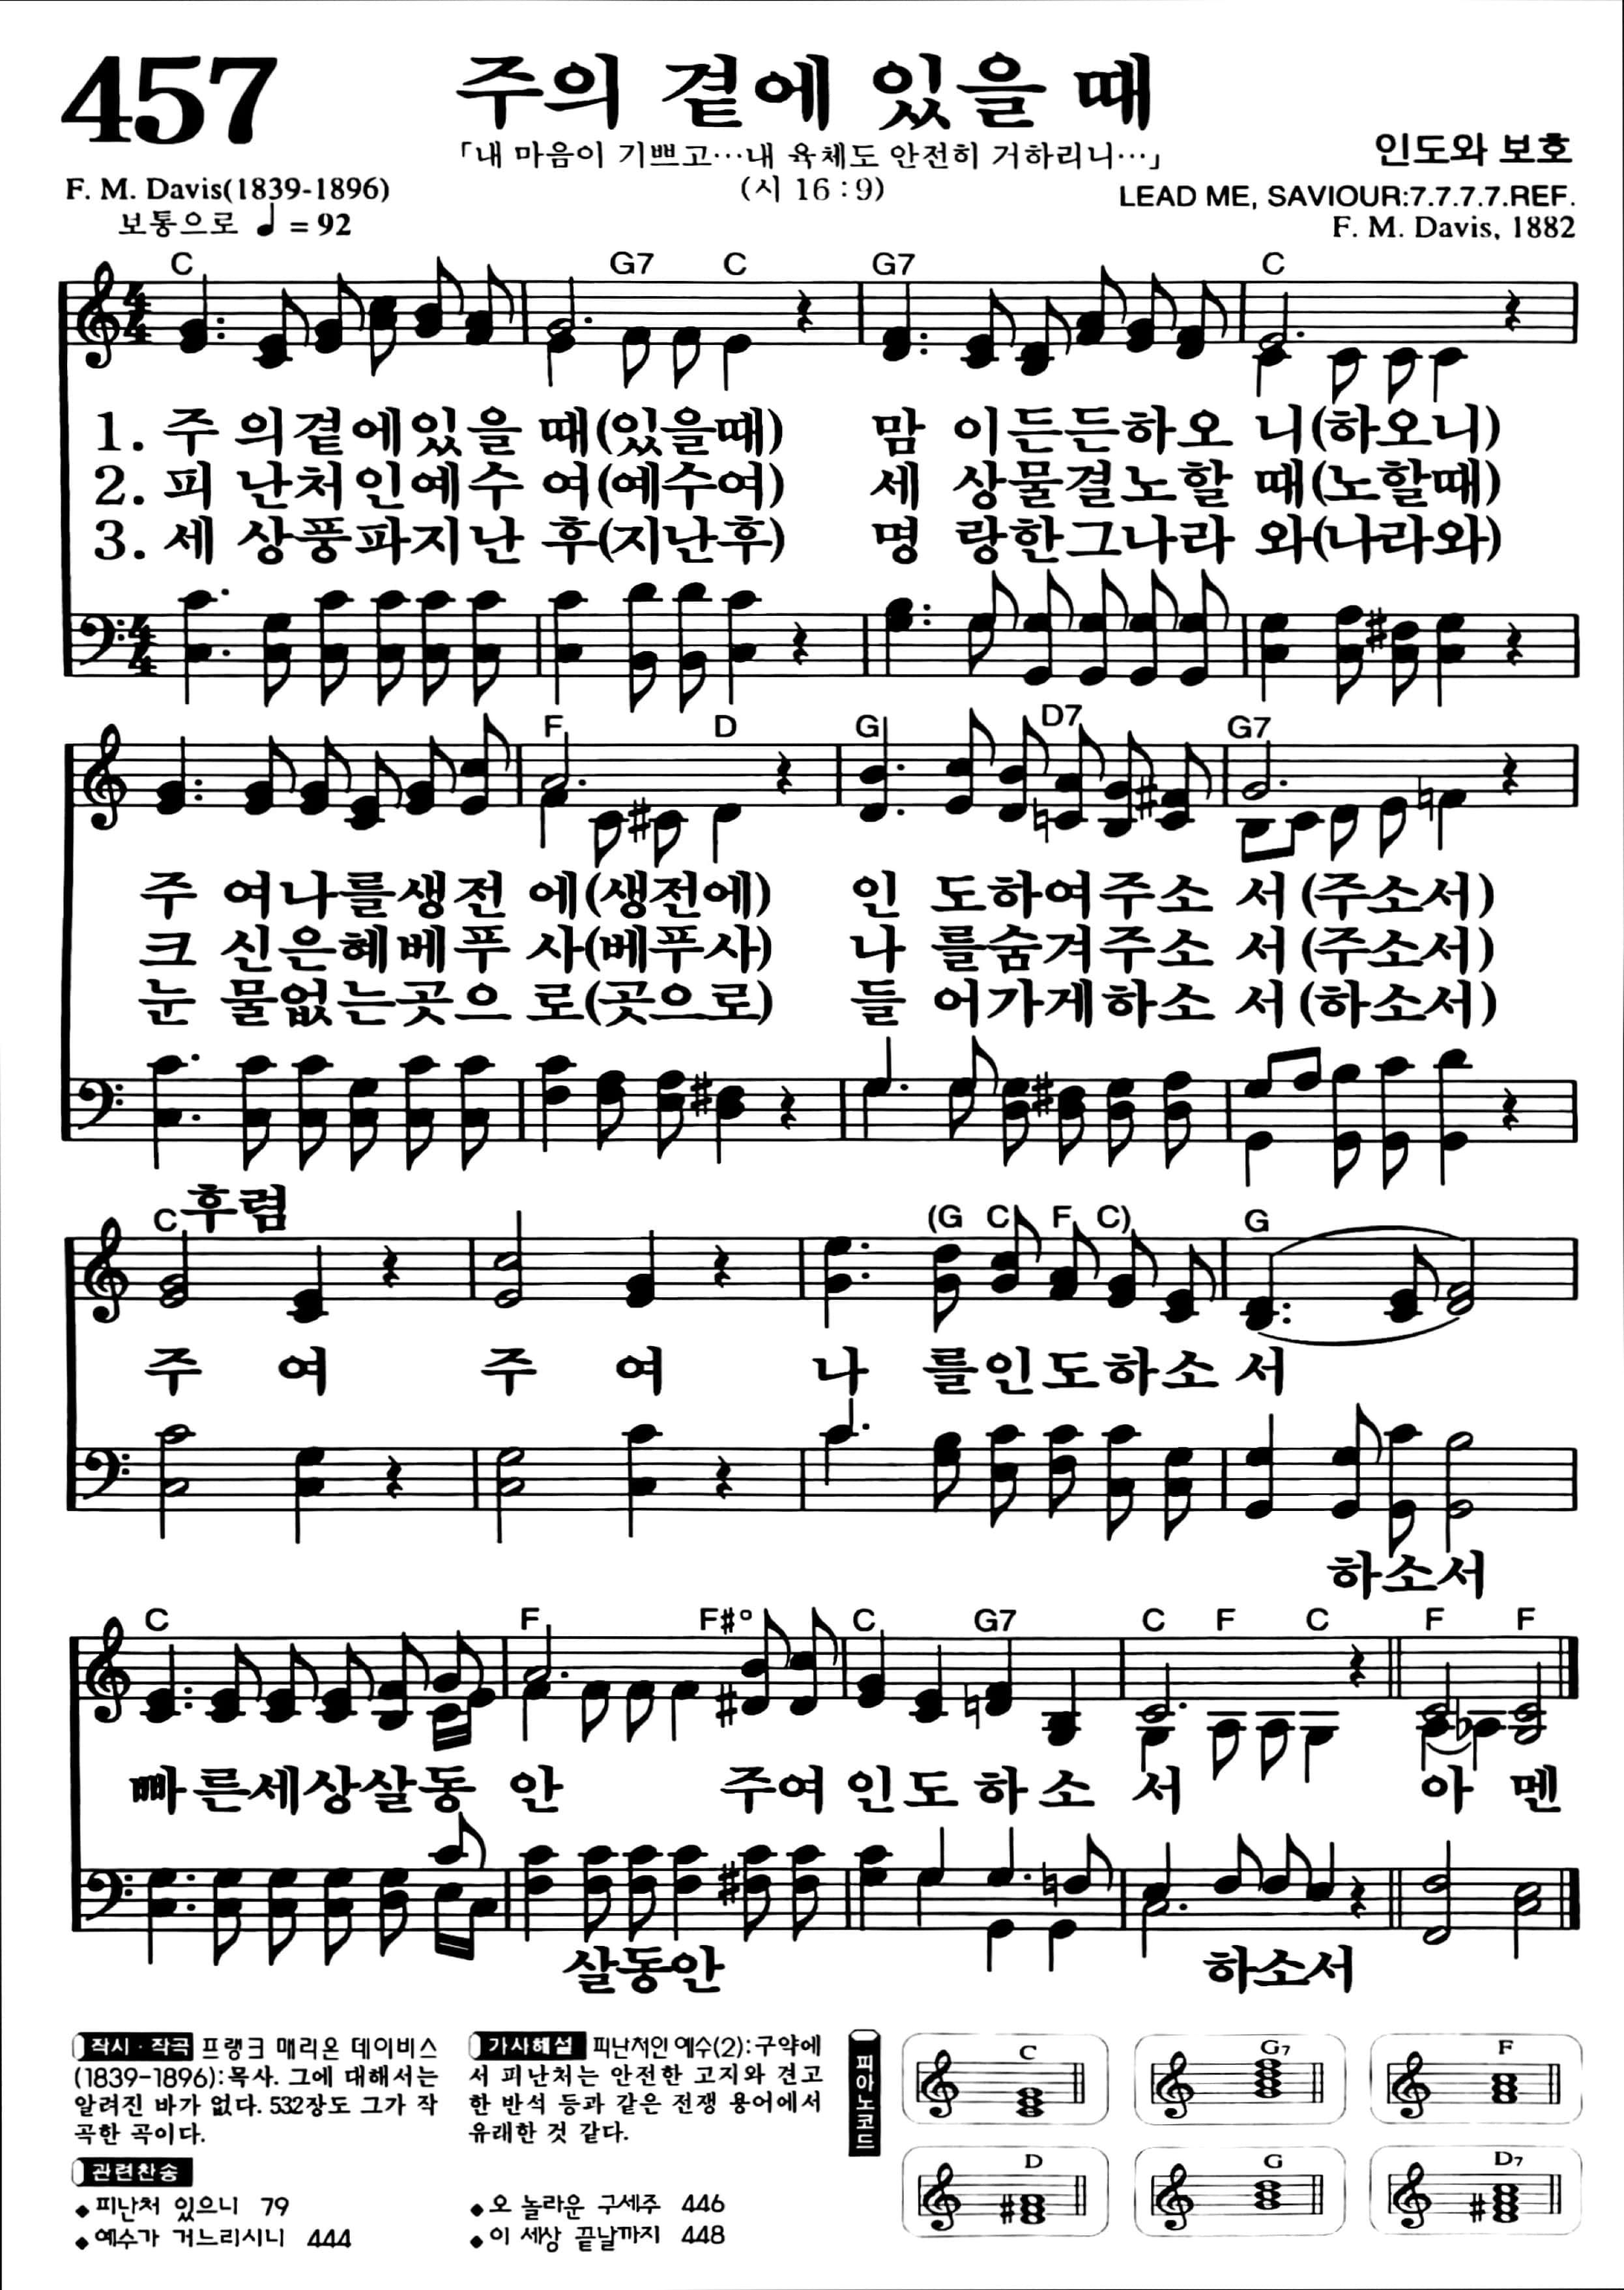 457
주의 곁에 있을 때
「내 마음이 기쁘고…내 육체도 안전히 거하리니…」
(시 16 : 9)
인도와 보호
F. M. Davis(1839-1896)
보통으로 ♩ = 92
LEAD ME, SAVIOUR:7.7.7.7.REF.
F. M. Davis, 1882
C G7 C G7 C
1. 주 의곁에있을 때(있을때) 맘 이든든하오 니(하오니)
2. 피 난처인예수 여(예수여) 세 상물결노할 때(노할때)
3. 세 상풍파지난 후(지난후) 명 랑한그나라 와(나라와)
F D G D7 G7
주 여나를생전 에(생전에) 인 도하여주소 서(주소서)
크 신은혜베푸 사(베푸사) 나 를숨겨주소 서(주소서)
눈 물없는곳으 로(곳으로) 들 어가게하소 서(하소서)
후렴
C (G C F C) G
주 여 주 여 나 를인도하소 서
하소서
C F F#° C G7 C F C F F
빠른세상살동 안 주여 인도 하소 서 아 멘
살동안 하소서
작시·작곡 프랭크 매리온 데이비스
(1839-1896):목사. 그에 대해서는
알려진 바가 없다. 532장도 그가 작
곡한 곡이다.
가사해설 피난처인 예수(2):구약에
서 피난처는 안전한 고지와 견고
한 반석 등과 같은 전쟁 용어에서
유래한 것 같다.
관련찬송
◆피난처 있으니 79
◆예수가 거느리시니 444
◆오 놀라운 구세주 446
◆이 세상 끝날까지 448
피아노코드
C G7 F
D G D7